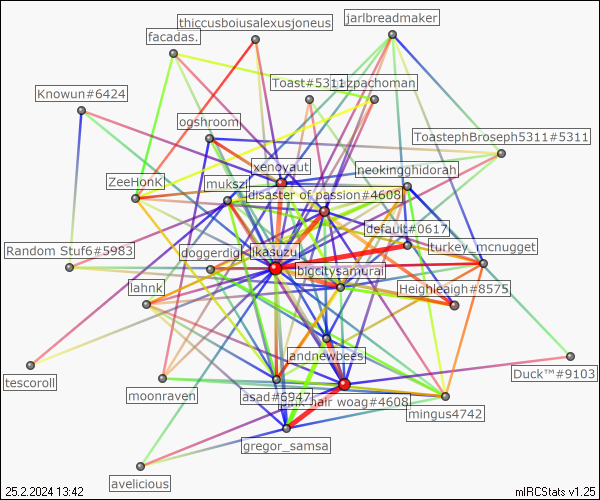 thiccusboiusalexusjoneus
jarlbreadmaker
facadas.
Toast#5311
zpachoman
Knowun#6424
ogshroom
ToastephBroseph5311#5311
xenoyaut
neokingghidorah
ZeeHonK
mukszi
disaster of passion#4608
default#0617
Random Stuf6#5983
doggerdig
ikasuzu
turkey_mcnugget
bigcitysamurai
lahnk
Heighleaigh#8575
andnewbees
tescoroll
Duck™#9103
moonraven
asad#6947
hair woag#4608
mingus4742
gregor_samsa
avelicious
25.2.2024 13:42
mIRCStats v1.25